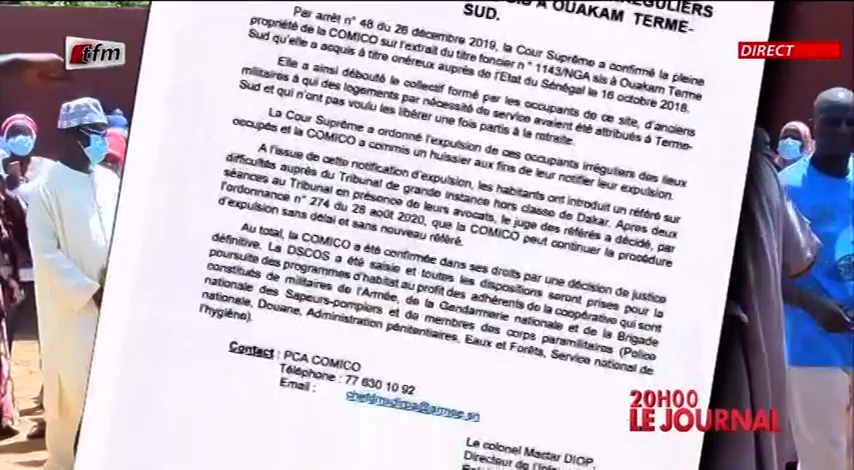 RÉGULIERS
SIS A OUAKAM TERME-
SUD.
Par arrêt n° 48 du 26 décembre 2019, la Cour Suprême a confirmé la pleine
propriété de la COMICO sur l'extrait du titre foncier n° 1143/NGA sis à Ouakam Terme
Sud qu'elle a acquis à titre onéreux auprès de l'Etat du Sénégal le 16 octobre 2018.
Elle a ainsi débouté le collectif formé par les occupants de ce site, d'anciens
militaires à qui des logements par nécessité de service avaient été attribués à Terme-
Sud et qui n'ont pas voulu les libérer une fois partis à la retraite.
La Cour Suprême a ordonné l'expulsion de ces occupants irréguliers des lieux
occupés et la COMICO a commis un huissier aux fins de leur notifier leur expulsion.
A l'issue de cette notification d'expulsion, les habitants ont introduit un référé sur
difficultés auprès du Tribunal de grande instance hors classe de Dakar. Après deux
séances au Tribunal en présence de leurs avocats, le juge des référés a décidé, par
l'ordonnance n° 274 du 28 août 2020, que la COMICO peut continuer la procédure
d'expulsion sans délai et sans nouveau référé.
Au total, la COMICO a été confirmée dans ses droits par une décision de justice
définitive. La DSCOS a été saisie et toutes les dispositions seront prises pour la
poursuite des programmes d'habitat au profit des adhérents de la coopérative qui sont
constitués de militaires de l'Armée, de la Gendarmerie nationale et de la Brigade
nationale des Sapeurs-pompiers et de membres des corps paramilitaires (Police
nationale, Douane, Administration pénitentiaires, Eaux et Forêts, Service national de
l'hygiène).
Contact : PCA COMICO
Téléphone : 77 630 10 92
Email :
Le colonel Matar DIOP
tfm
DIRECT
20H00
LE JOURNAL